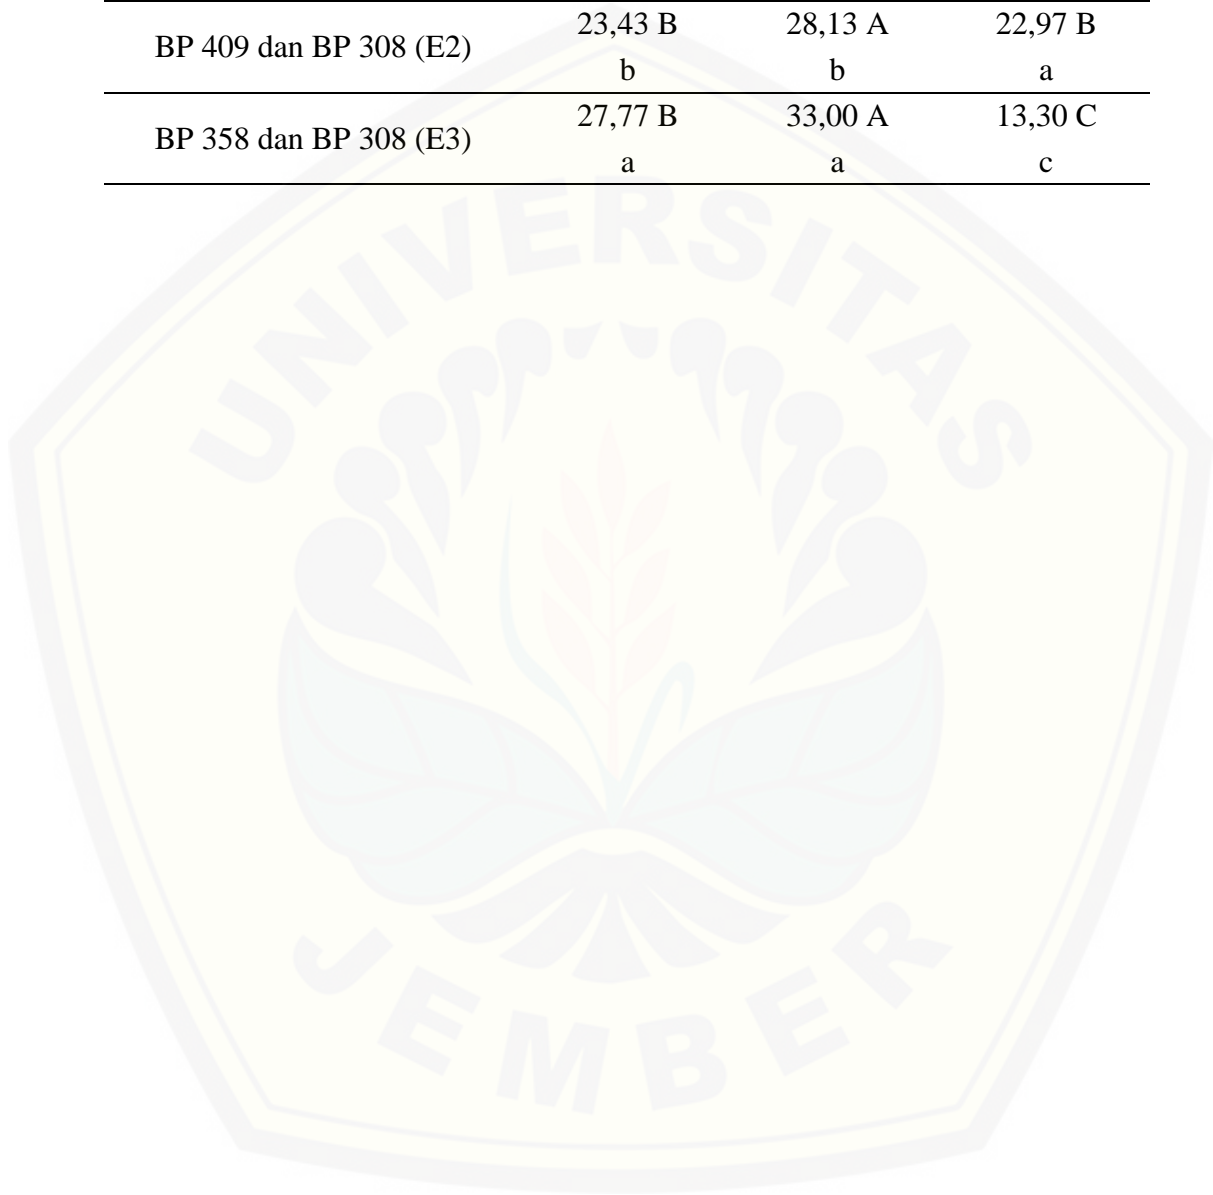 BP 409 dan BP 308 (E2) 23,43 B 28,13 A 22,97 B
b b a
BP 358 dan BP 308 (E3) 27,77 B 33,00 A 13,30 C
a a c
UNIVERSITAS
JEMBER